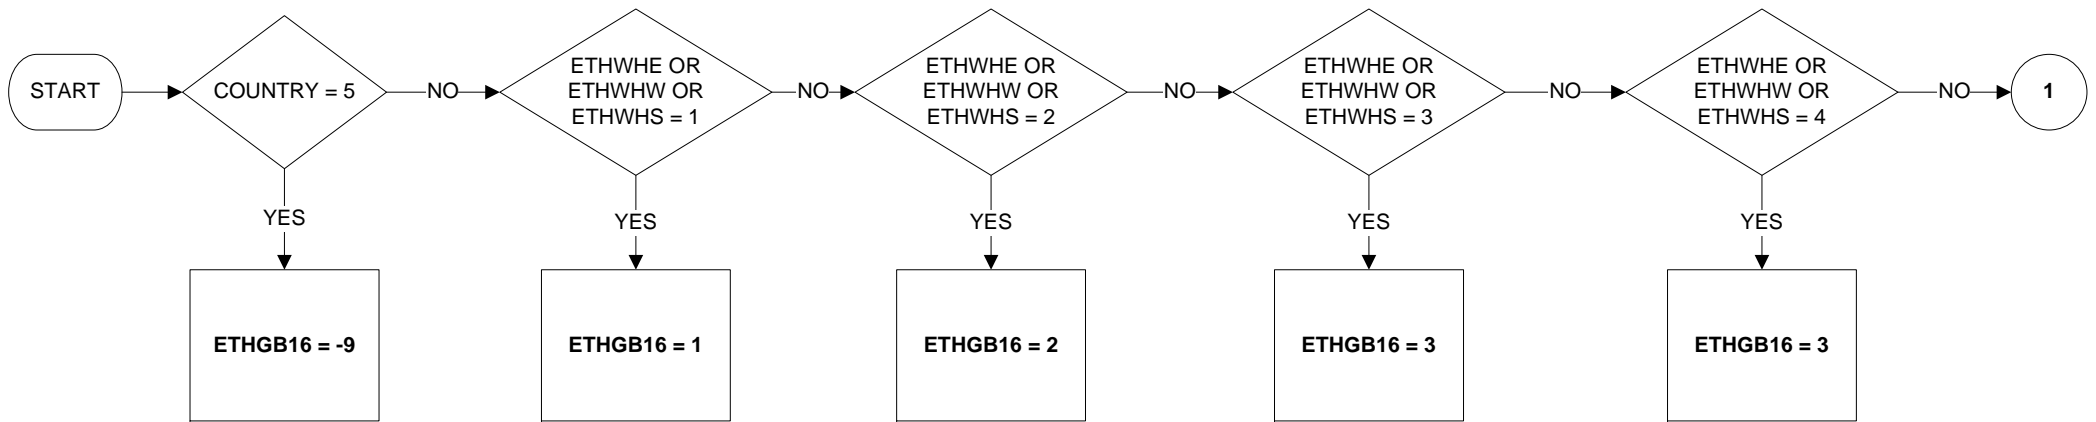 START
COUNTRY = 5
NO
ETHWHE OR
ETHWHW OR
ETHWHS = 1
NO
ETHWHE OR
ETHWHW OR
ETHWHS = 2
NO
ETHWHE OR
ETHWHW OR
ETHWHS = 3
NO
ETHWHE OR
ETHWHW OR
ETHWHS = 4
NO
1
YES
YES
YES
YES
YES
ETHGB16 = -9
ETHGB16 = 1
ETHGB16 = 2
ETHGB16 = 3
ETHGB16 = 3